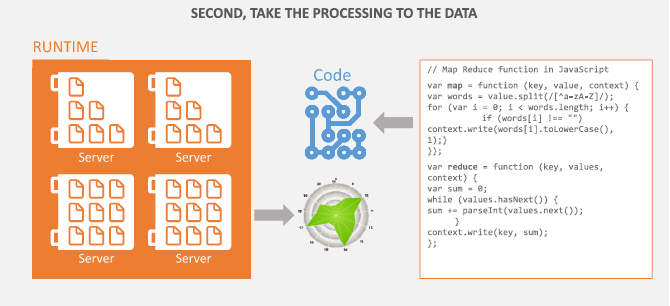 SECOND, TAKE THE PROCESSING TO THE DATA
RUNTIME
Server
Server
Server
Server
Code
// Map Reduce function in JavaScript
var map = function (key, value, context) {
var words = value.split(/[^a-zA-Z]/);
for (var i = 0; i < words.length; i++) {
if (words[i] !== "")
context.write(words[i].toLowerCase(),
1);}
}};
var reduce = function (key, values,
context) {
var sum = 0;
while (values.hasNext()) {
sum += parseInt(values.next());
}
context.write(key, sum);
};